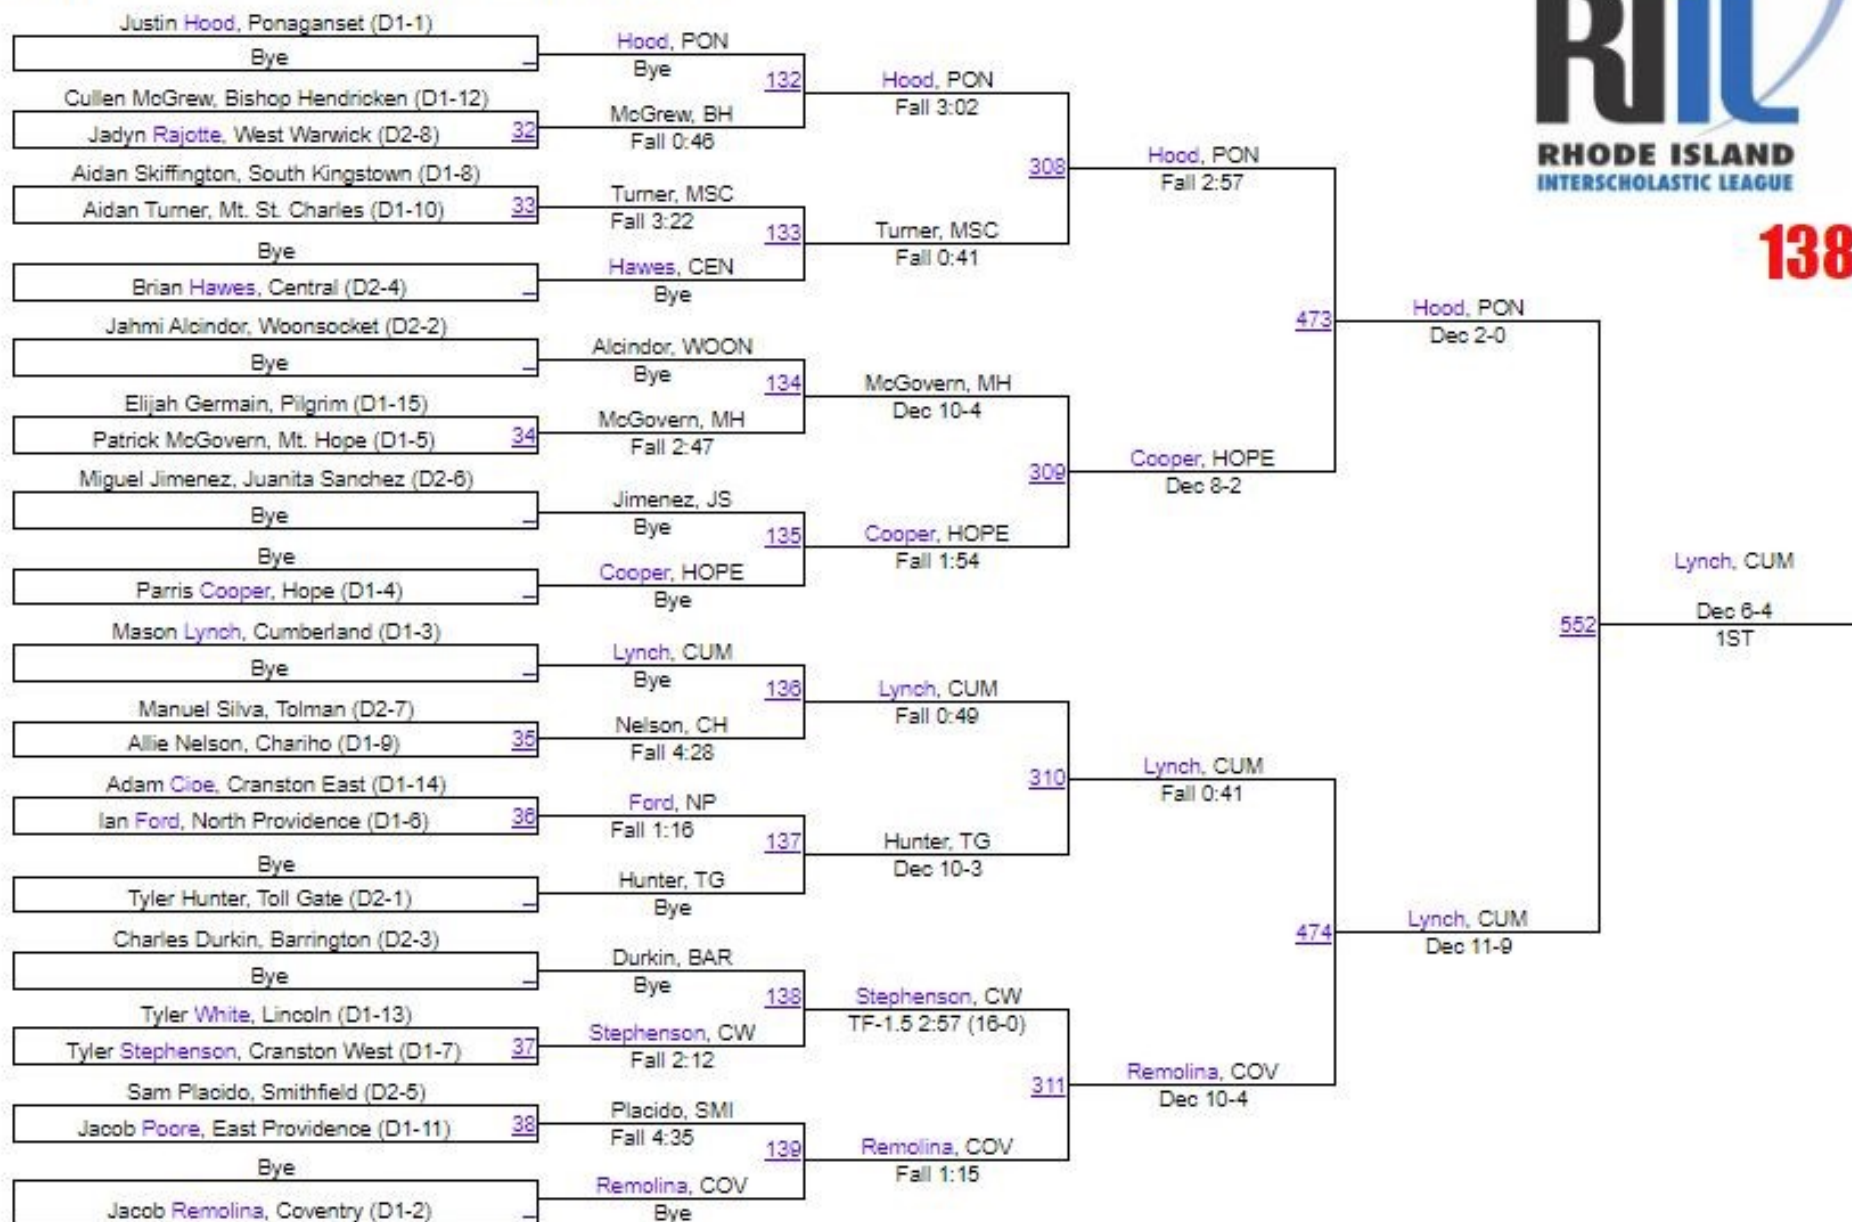 Justin Hood, Ponaganset (D1-1)
Bye
Cullen McGrew, Bishop Hendricken (D1-12)
Jadyn Rajotte, West Warwick (D2-8)
32
Aidan Skiffington, South Kingstown (D1-8)
Aidan Turner, Mt. St. Charles (D1-10)
33
Bye
Brian Hawes, Central (D2-4)
Jahmi Alcindor, Woonsocket (D2-2)
Bye
Elijah Germain, Pilgrim (D1-15)
Patrick McGovern, Mt. Hope (D1-5)
34
Miguel Jimenez, Juanita Sanchez (D2-6)
Bye
Bye
Parris Cooper, Hope (D1-4)
Mason Lynch, Cumberland (D1-3)
Bye
Manuel Silva, Tolman (D2-7)
Allie Nelson, Chariho (D1-9)
35
Adam Cioe, Cranston East (D1-14)
Ian Ford, North Providence (D1-6)
36
Bye
Tyler Hunter, Toll Gate (D2-1)
Charles Durkin, Barrington (D2-3)
Bye
Tyler White, Lincoln (D1-13)
Tyler Stephenson, Cranston West (D1-7)
37
Sam Placido, Smithfield (D2-5)
Jacob Poore, East Providence (D1-11)
38
Bye
Jacob Remolina, Coventry (D1-2)
Hood, PON
Bye
132
McGrew, BH
Fall 0:46
Turner, MSC
Fall 3:22
133
Hawes, CEN
Bye
Alcindor, WOON
Bye
134
McGovern, MH
Fall 2:47
Jimenez, JS
Bye
135
Cooper, HOPE
Bye
Lynch, CUM
Bye
136
Nelson, CH
Fall 4:28
Ford, NP
Fall 1:16
137
Hunter, TG
Bye
Durkin, BAR
Bye
138
Stephenson, CW
Fall 2:12
Placido, SMI
Fall 4:35
139
Remolina, COV
Bye
Hood, PON
Fall 3:02
308
Turner, MSC
Fall 0:41
McGovern, MH
Dec 10-4
309
Cooper, HOPE
Fall 1:54
Lynch, CUM
Fall 0:49
310
Hunter, TG
Dec 10-3
Stephenson, CW
TF-1.5 2:57 (16-0)
311
Remolina, COV
Fall 1:15
Hood, PON
Fall 2:57
473
Cooper, HOPE
Dec 8-2
Lynch, CUM
Fall 0:41
474
Remolina, COV
Dec 10-4
Hood, PON
Dec 2-0
552
Lynch, CUM
Dec 11-9
Lynch, CUM
Dec 6-4
1ST
RIIL
RHODE ISLAND
INTERSCHOLASTIC LEAGUE
138